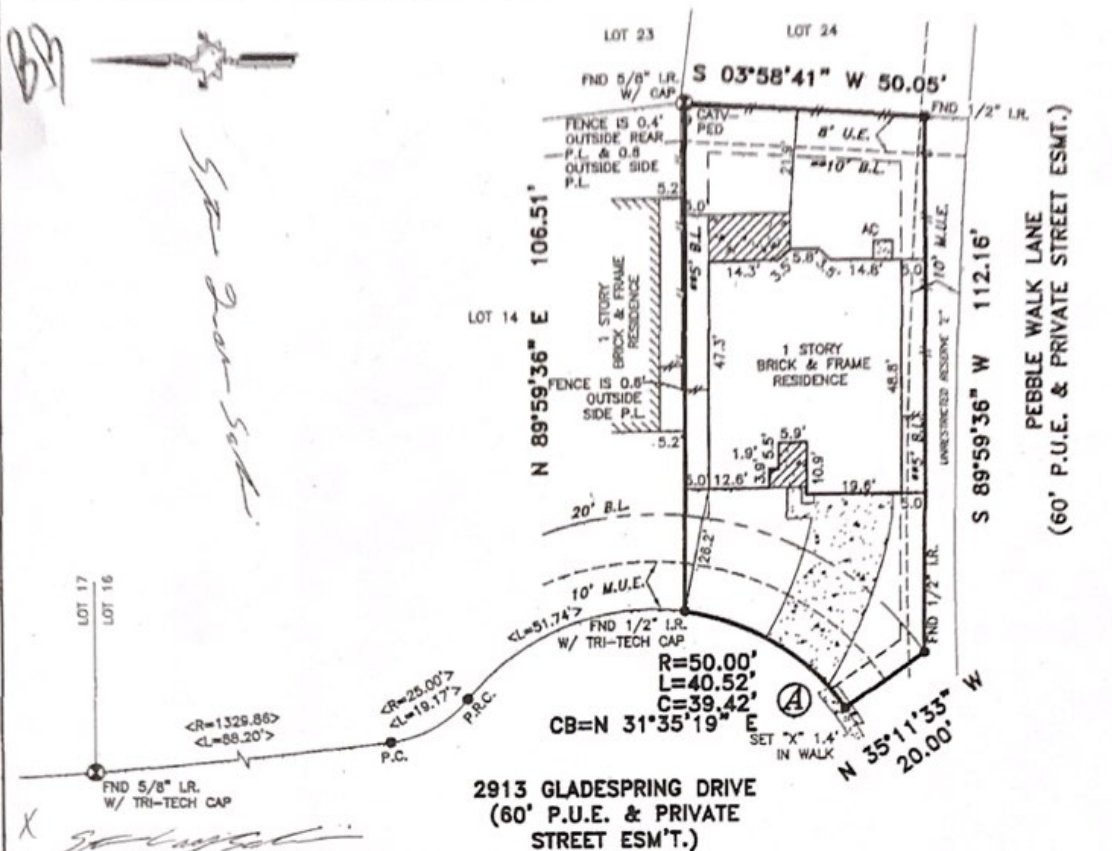 B3
LOT 23
LOT 24
S 03°58'41" W 50.05'
FND 5/8" I.R.
W/ CAP
FND 1/2" I.R.
CATV-
PED
FENCE IS 0.4'
OUTSIDE REAR
P.L. & 0.8
OUTSIDE SIDE
P.L.
8' U.E.
**10' B.L.
5.2
5.0
**5' B.L.
AC
14.3'
3.5'
5.8'
3.5'
14.6'
5.0
10' M.U.E.
N 89°59'36" E 106.51'
LOT 14
1 STORY
BRICK & FRAME
RESIDENCE
FENCE IS 0.6'
OUTSIDE
SIDE P.L.
5.2
47.3'
1 STORY
BRICK & FRAME
RESIDENCE
48.8'
**5' B.L.
UNRESTRICTED RESERVE "E"
S 89°59'36" W 112.16'
PEBBLE WALK LANE
(60' P.U.E. & PRIVATE STREET ESMT.)
5.9'
1.9'
5.5'
3.9'
10.9'
5.0
12.6'
19.6'
5.0
20' B.L.
26.2'
10' M.U.E.
FND 1/2" I.R.
<L=51.74'>
FND 1/2" I.R.
W/ TRI-TECH CAP
R=50.00'
L=40.52'
C=39.42'
CB=N 31°35'19" E
A
SET "X" 1.4'
IN WALK
N 35°11'33" W
20.00'
LOT 17
LOT 16
<R=1329.86>
<L=88.20'>
<R=25.00'>
<L=19.17'>
P.R.C.
P.C.
FND 5/8" I.R.
W/ TRI-TECH CAP
2913 GLADESPRING DRIVE
(60' P.U.E. & PRIVATE
STREET ESM'T.)
X